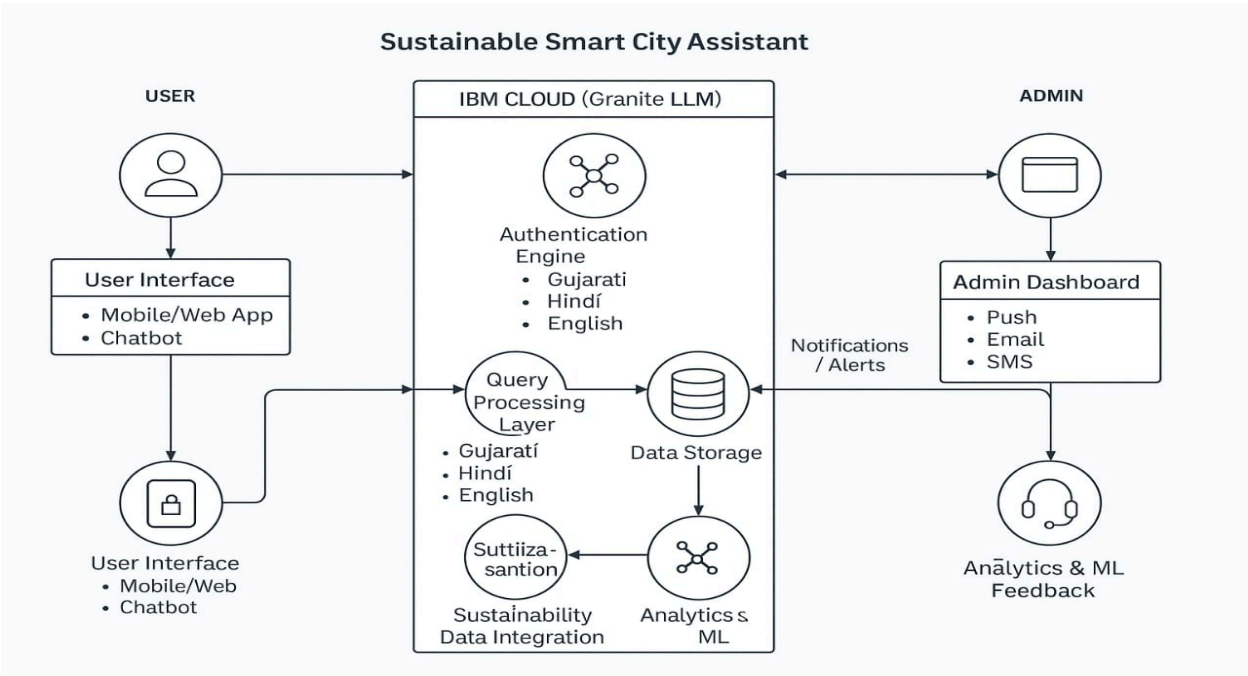 Sustainable Smart City Assistant
USER
IBM CLOUD (Granite LLM)
ADMIN
Authentication
Engine
• Gujarati
• Hindí
• English
User Interface
• Mobile/Web App
• Chatbot
Admin Dashboard
• Push
• Email
• SMS
Notifications
/ Alerts
Query
Processing
Layer
• Gujaratí
• Hindí
• English
Data Storage
User Interface
• Mobile/Web
• Chatbot
Suttiiza-
santion
Sustainability
Data Integration
Analytics &
ML
Anālytics & ML
Feedback